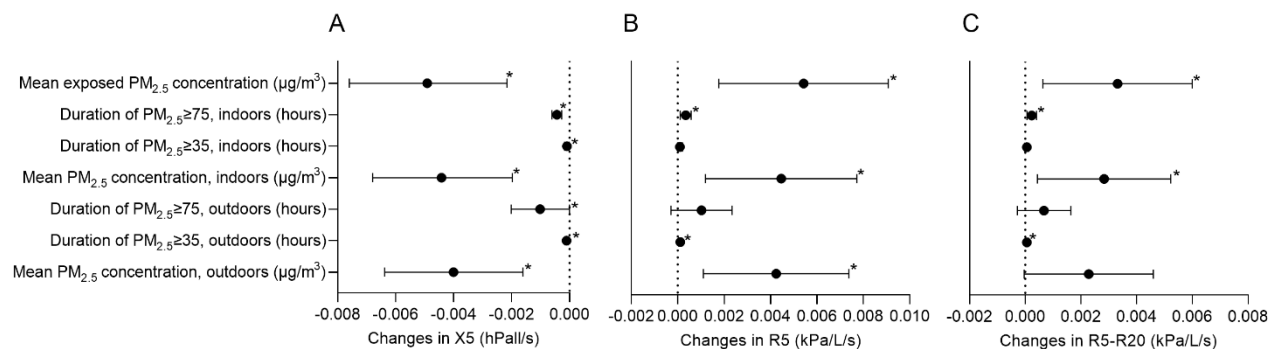 A
B
C
Mean exposed PM2.5 concentration (µg/m³)
Duration of PM2.5≥75, indoors (hours)
Duration of PM2.5≥35, indoors (hours)
Mean PM2.5 concentration, indoors (µg/m³)
Duration of PM2.5≥75, outdoors (hours)
Duration of PM2.5≥35, outdoors (hours)
Mean PM2.5 concentration, outdoors (µg/m³)
* * *
* * *
*
* * *
*
* * *
* *
-0.008 -0.006 -0.004 -0.002 0.000
Changes in X5 (hPall/s)
-0.002 0.000 0.002 0.004 0.006 0.008 0.010
Changes in R5 (kPa/L/s)
-0.002 0.000 0.002 0.004 0.006 0.008
Changes in R5-R20 (kPa/L/s)